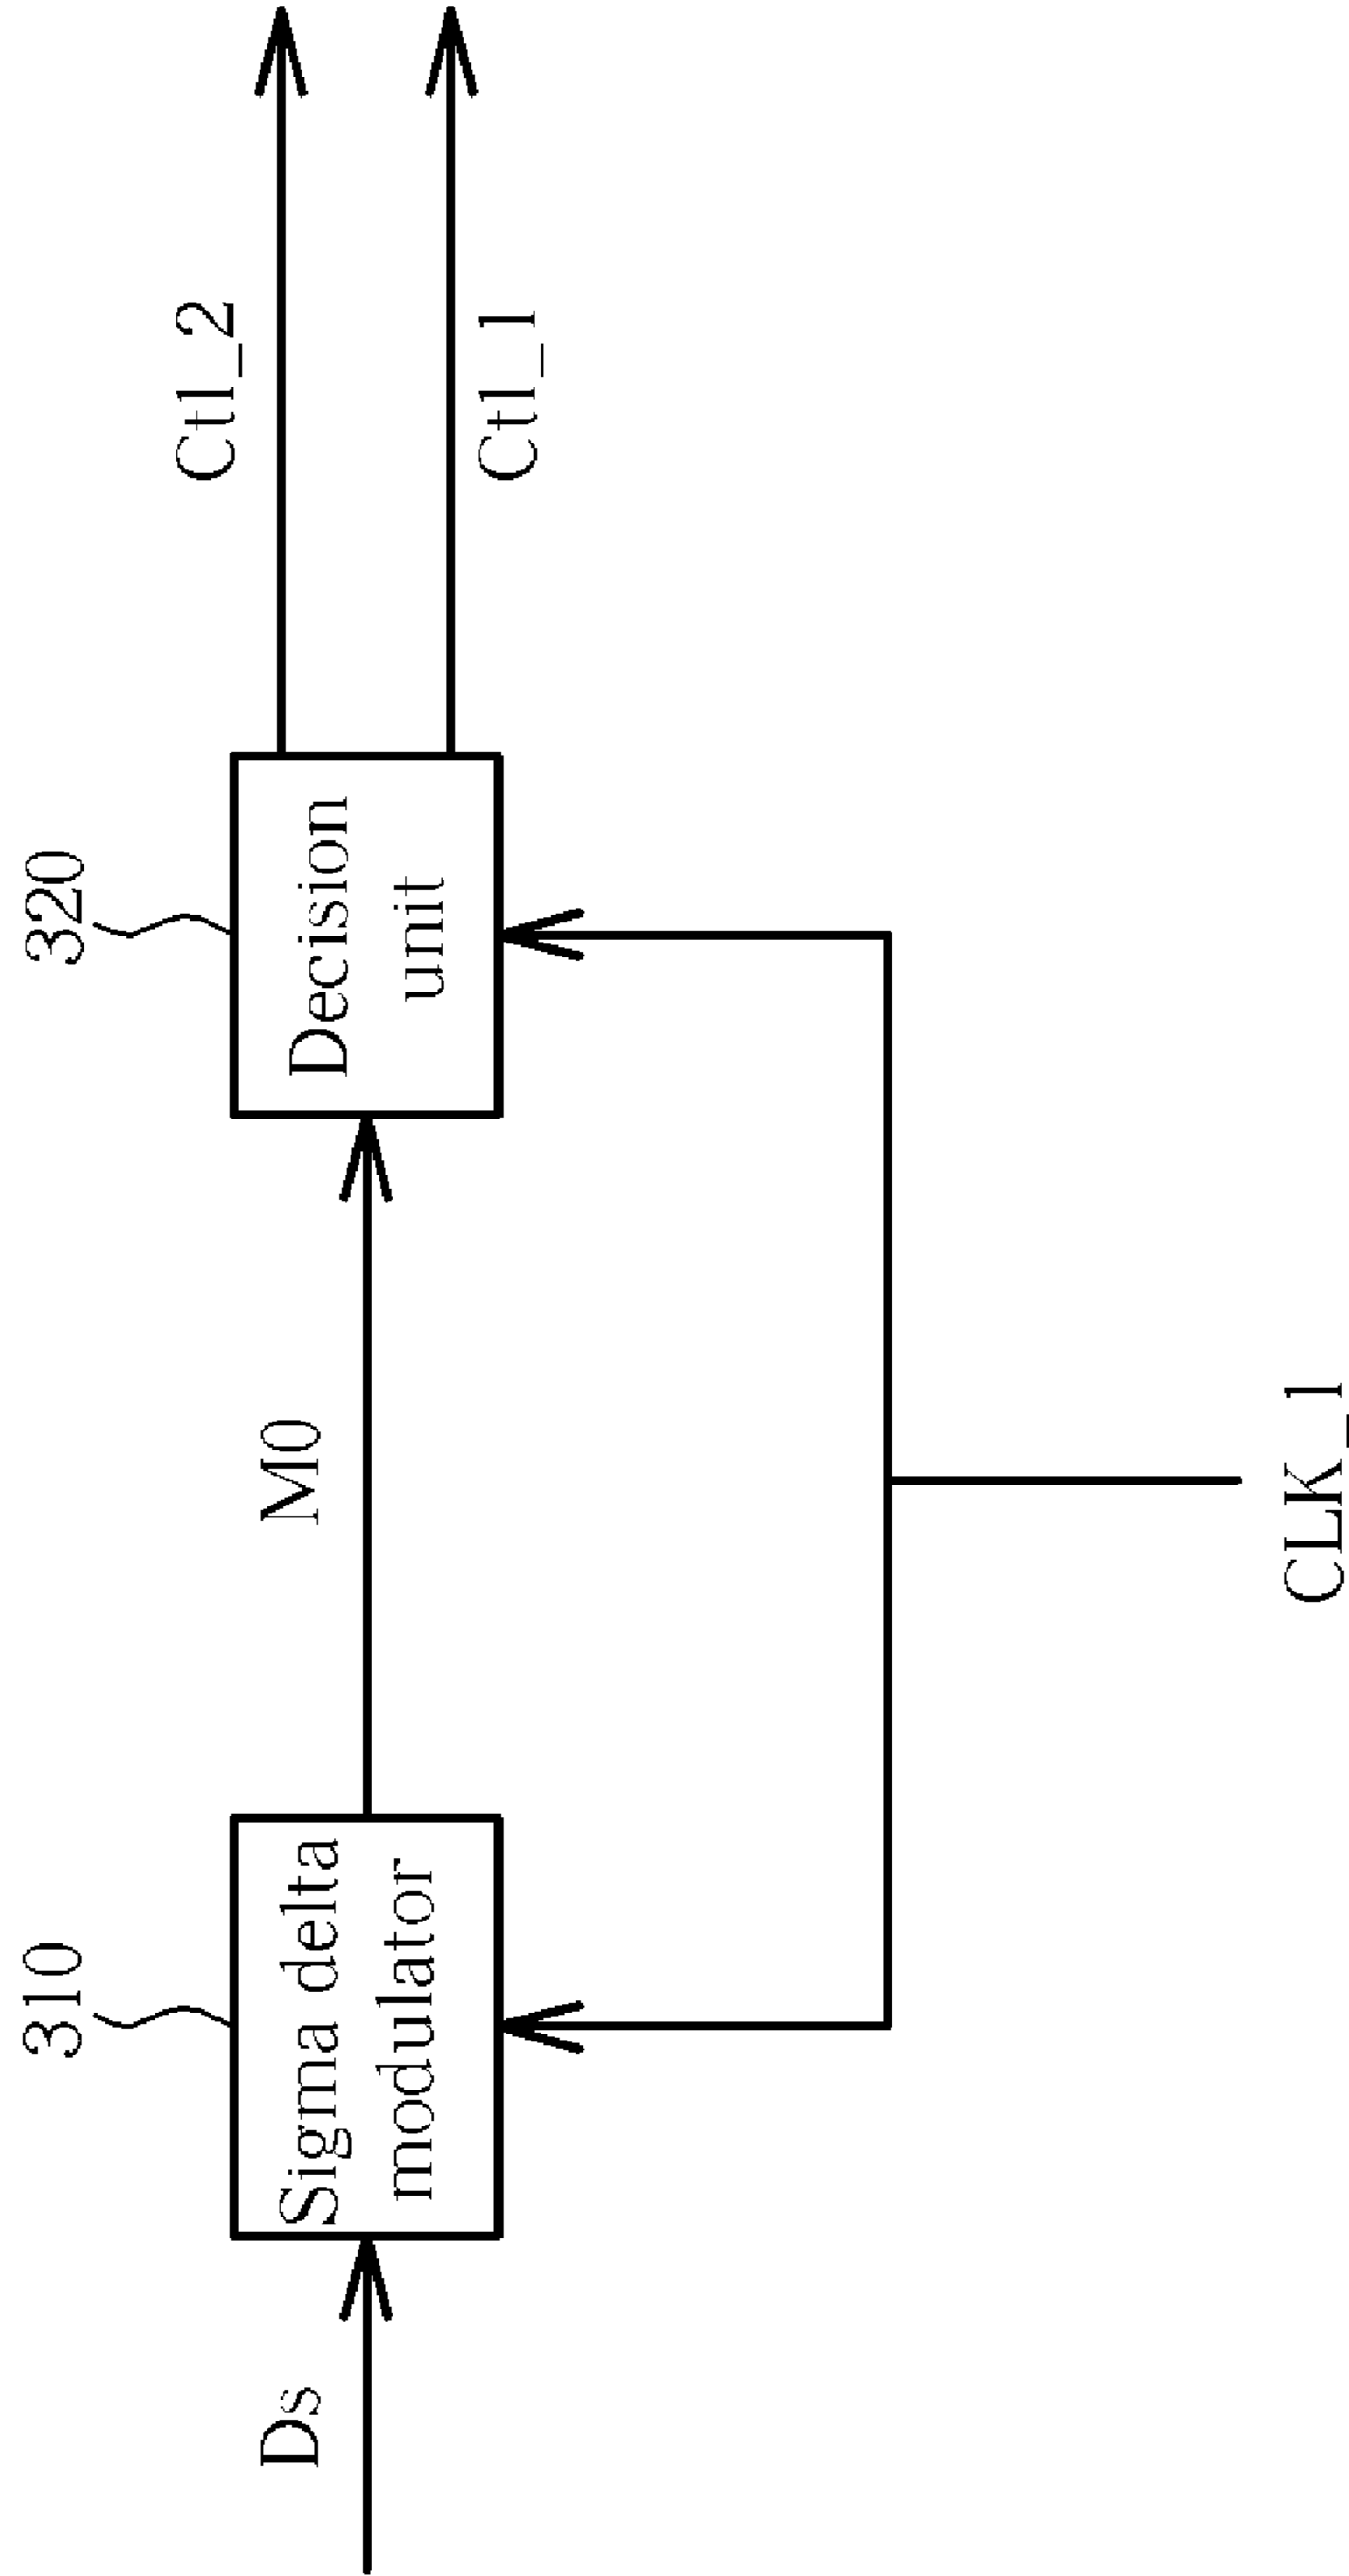 310
320
Ds
Sigma delta
modulator
M0
Decision
unit
Ctl_2
Ctl_1
CLK_1